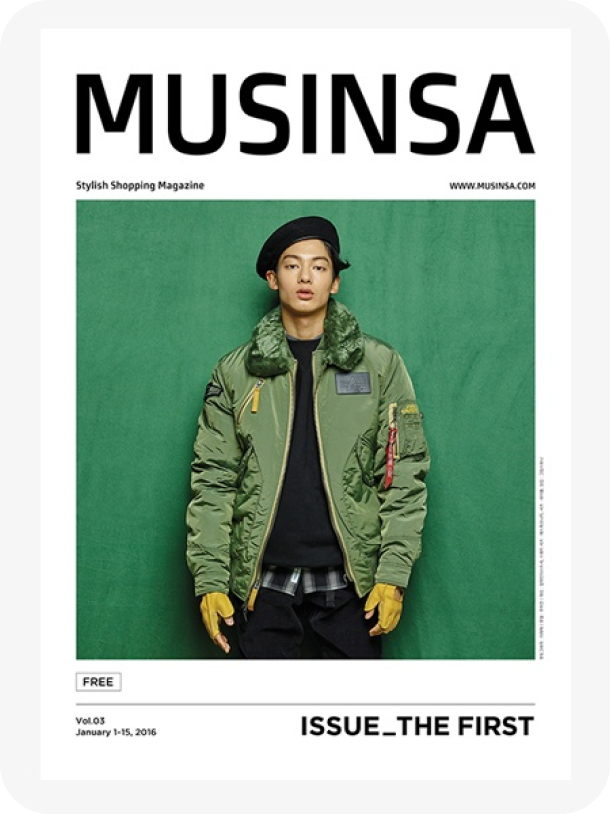 MUSINSA
Stylish Shopping Magazine
WWW.MUSINSA.COM
FREE
Vol.03
January 1-15, 2016
ISSUE_THE FIRST